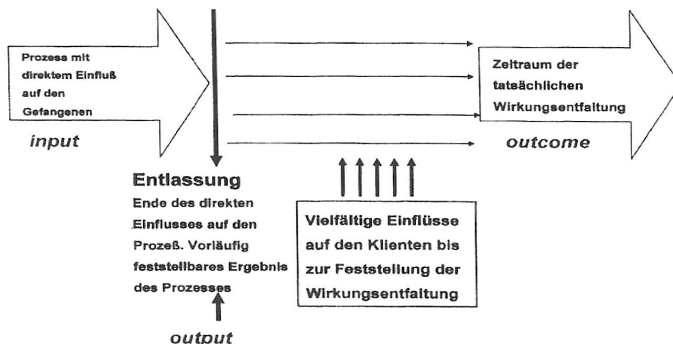 Prozess mit
direktem Einfluß
auf den
Gefangenen
input
Entlassung
Ende des direkten
Einflusses auf den
Prozeß. Vorläufig
feststellbares Ergebnis
des Prozesses
output
Vielfältige Einflüsse
auf den Klienten bis
zur Feststellung der
Wirkungsentfaltung
Zeitraum der
tatsächlichen
Wirkungsentfaltung
outcome